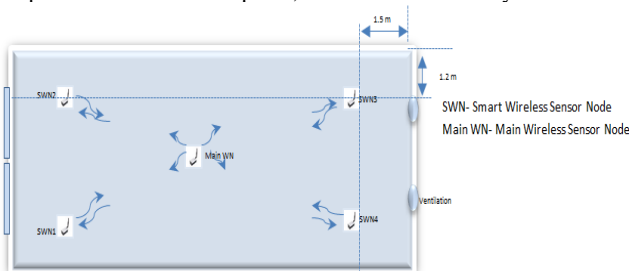 1.5 m
1.2 m
SWN2
SWN3
SWN- Smart Wireless Sensor Node
Main WN- Main Wireless Sensor Node
Main WN
Ventilation
SWN1
SWN4